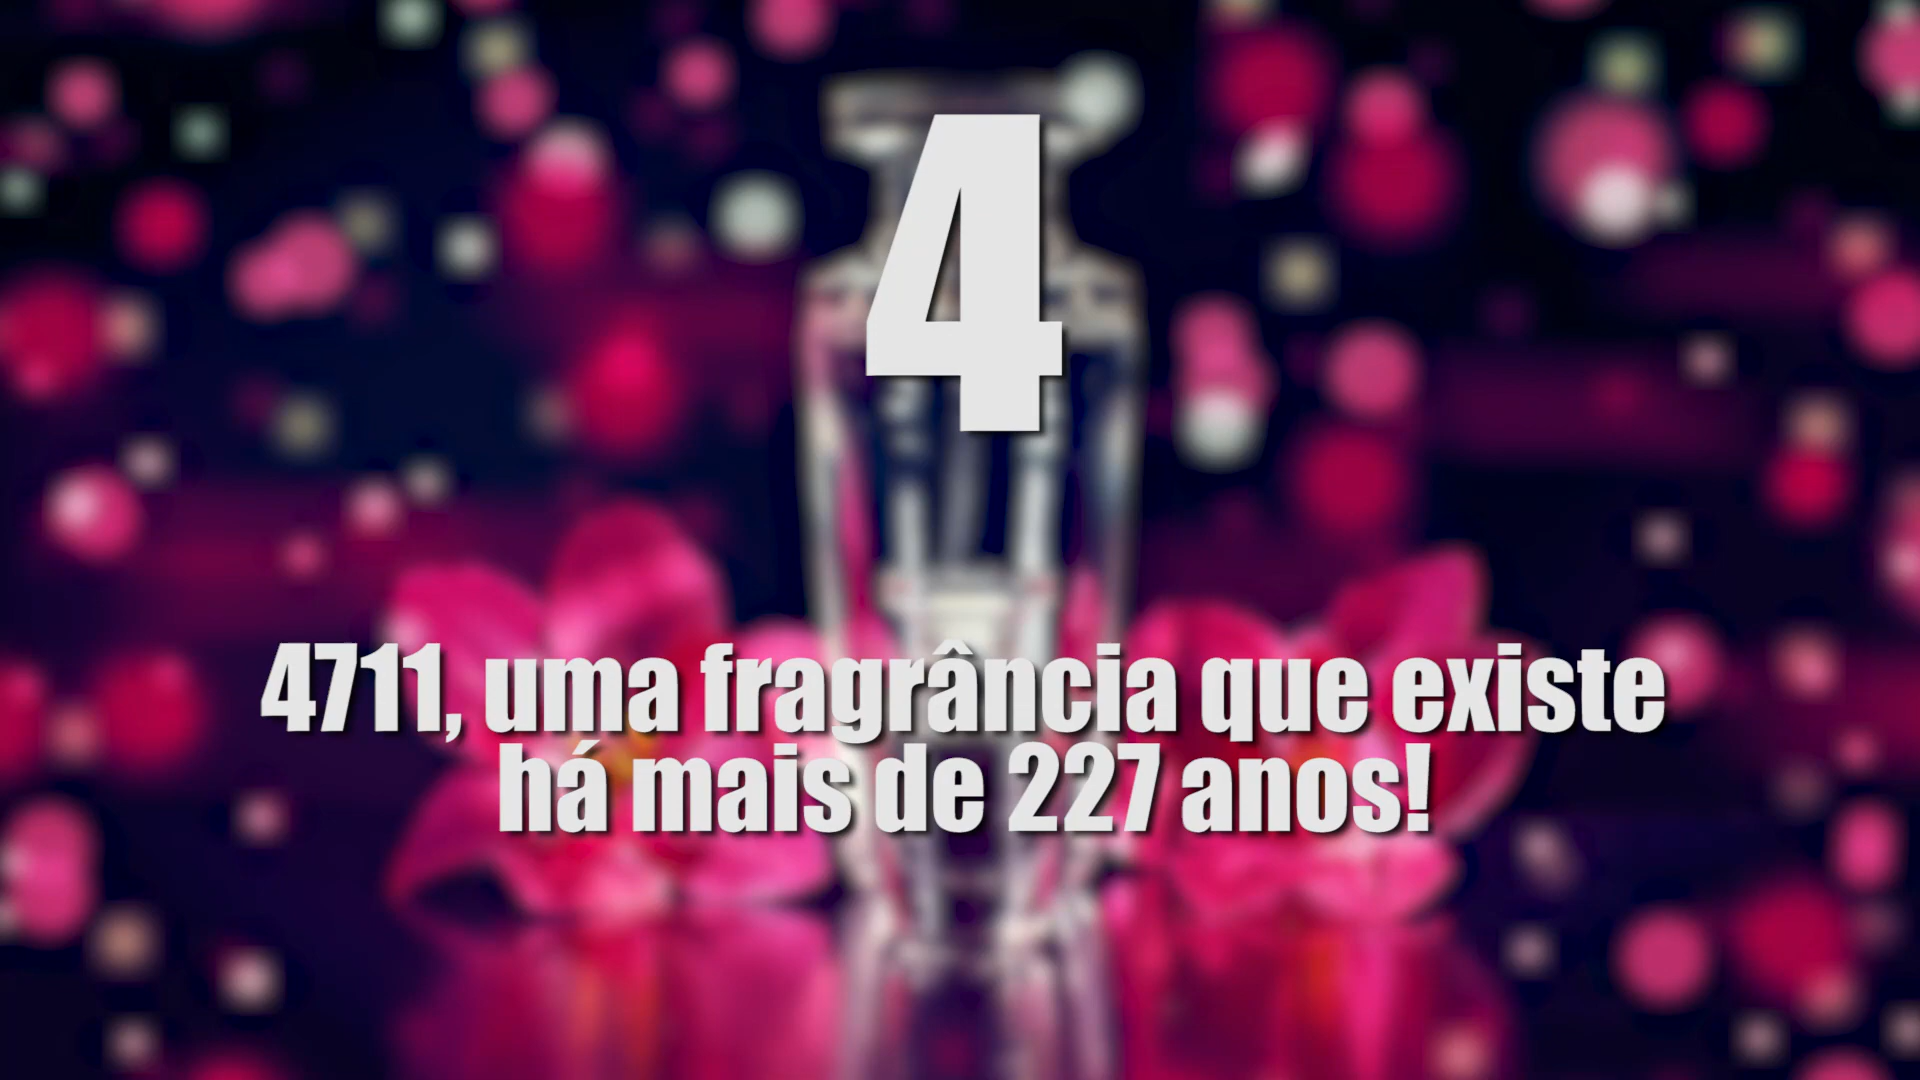 4
4711, uma fragrância que existe
há mais de 227 anos!